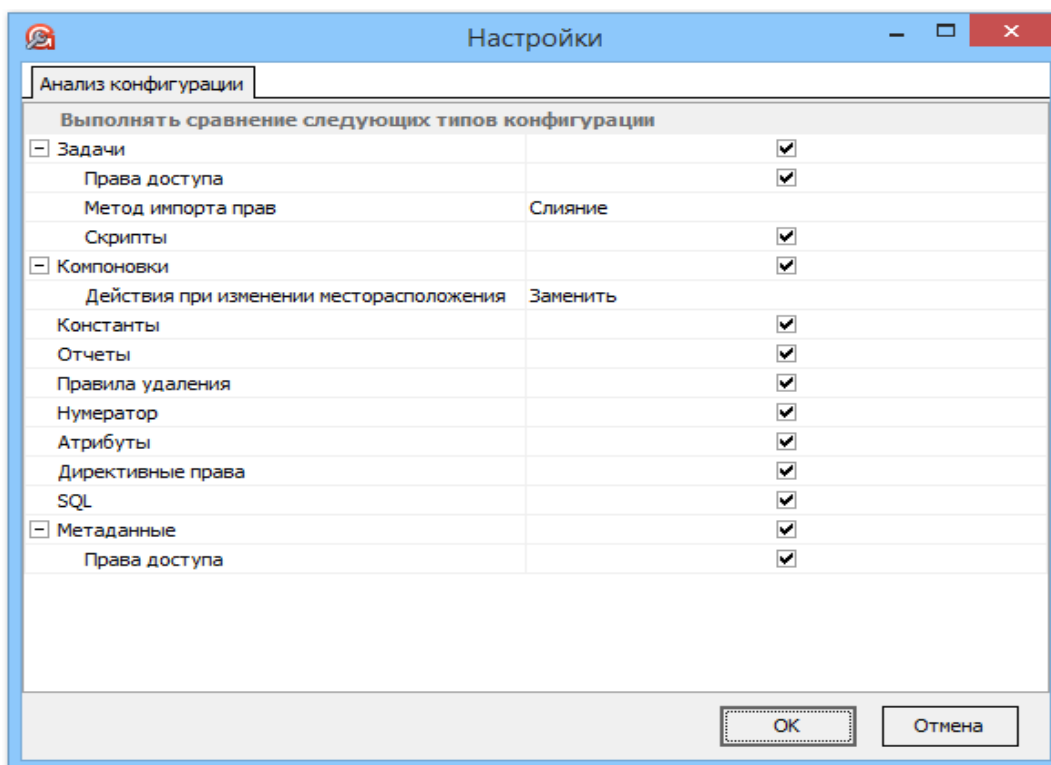 Настройки
Анализ конфигурации
Выполнять сравнение следующих типов конфигурации
Задачи
Права доступа
Метод импорта прав Слияние
Скрипты
Компоновки
Действия при изменении месторасположения Заменить
Константы
Отчеты
Правила удаления
Нумератор
Атрибуты
Директивные права
SQL
Метаданные
Права доступа
ОК Отмена